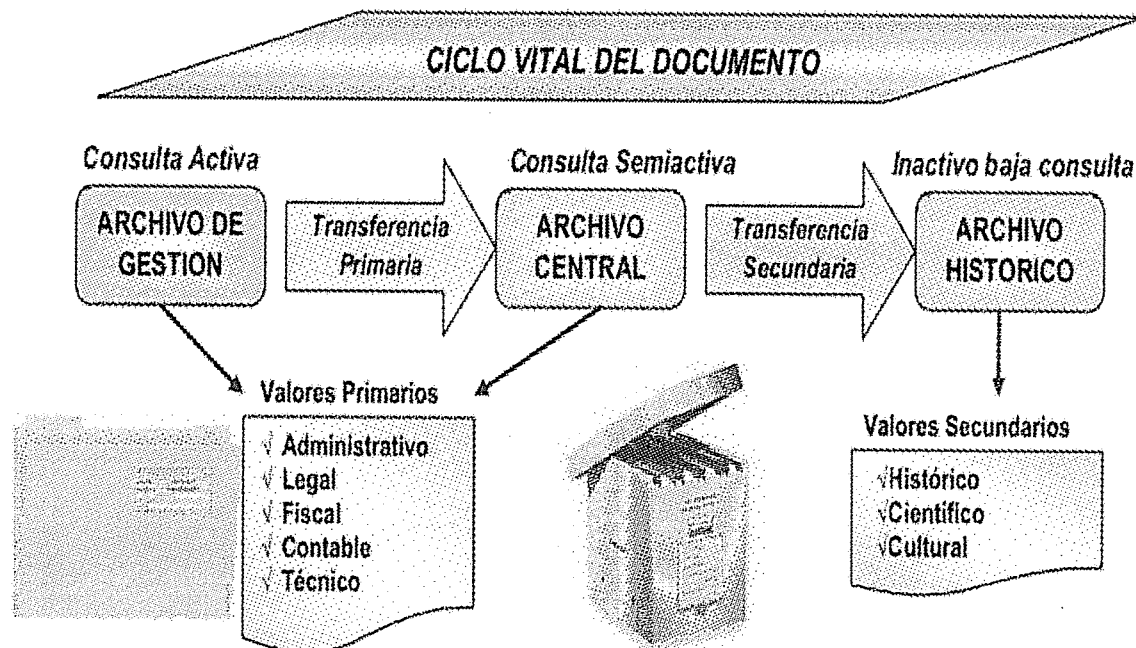 CICLO VITAL DEL DOCUMENTO
Consulta Activa
ARCHIVO DE
GESTION
Transferencia
Primaria
Consulta Semiactiva
ARCHIVO
CENTRAL
Transferencia
Secundaria
Inactivo baja consulta
ARCHIVO
HISTORICO
Valores Primarios
√ Administrativo
√ Legal
√ Fiscal
√ Contable
√ Técnico
Valores Secundarios
√Histórico
√Científico
√Cultural